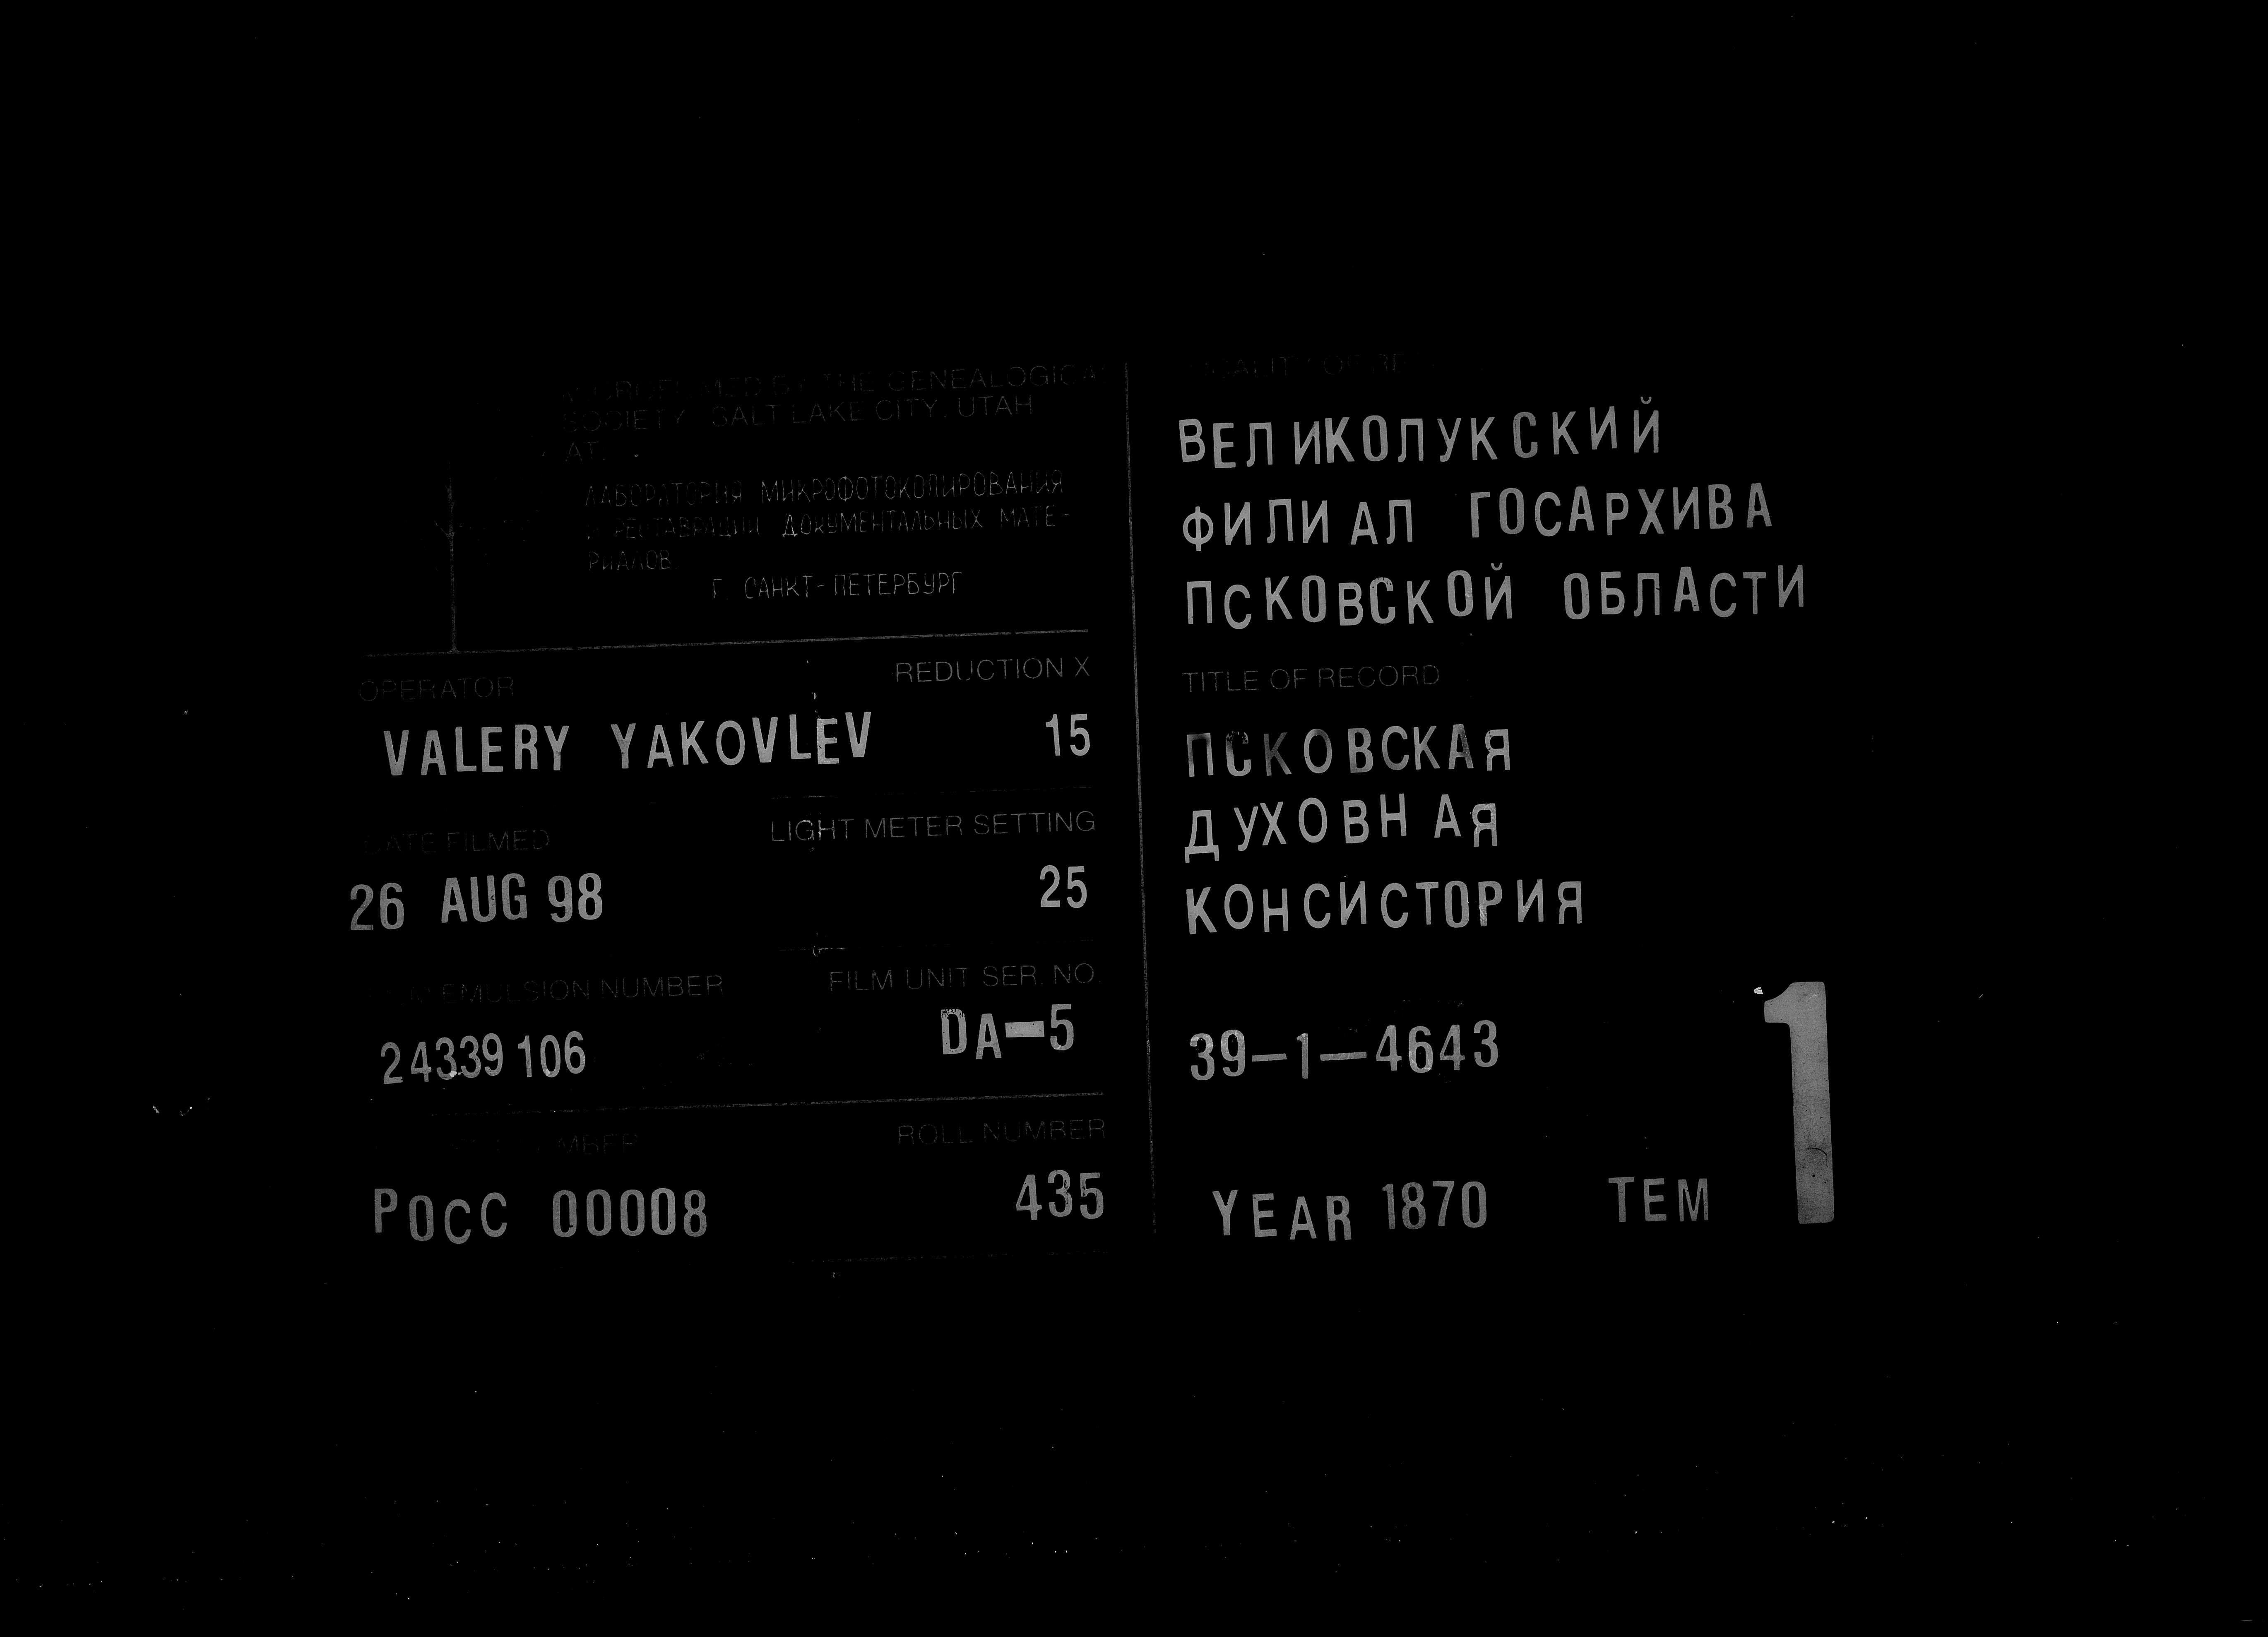 THE GENEALOGICAL
SOCIETY SALT LAKE CITY, UTAH
AT.
ЛАБОРАТОРИЯ МИКРОФОТОКОПИРОВАНИЯ
И РЕСТАВРАЦИИ ДОКУМЕНТАЛЬНЫХ МАТЕ-
РИАЛОВ.
Г. САНКТ-ПЕТЕРБУРГ
OPERATOR
REDUCTION X
VALERY YAKOVLEV
15
DATE FILMED
LIGHT METER SETTING
26 AUG 98
25
EMULSION NUMBER
FILM UNIT SER. NO.
24339106
DA-5
ROLL NUMBER
РОСС 00008
435
ВЕЛИКОЛУКСКИЙ
ФИЛИАЛ ГОСАРХИВА
ПСКОВСКОЙ ОБЛАСТИ
TITLE OF RECORD
ПСКОВСКАЯ
ДУХОВНАЯ
КОНСИСТОРИЯ
39-1-4643
YEAR 1870
TEM
1